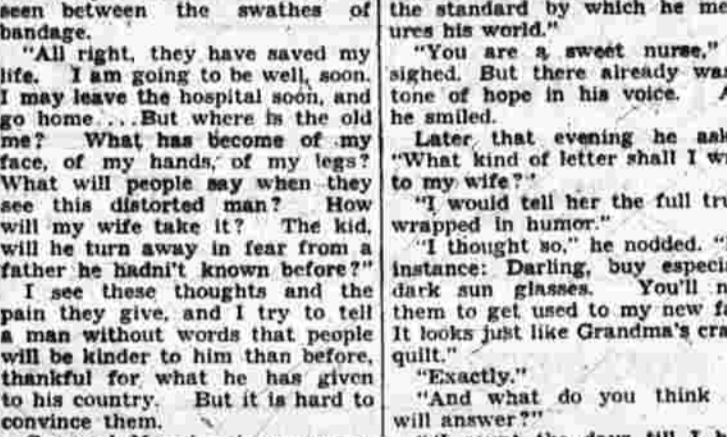 seen between the swathes of
bandage.
"All right, they have saved my
life. I am going to be well, soon.
I may leave the hospital soon, and
go home....But where is the old
me? What has become of my
face, of my hands, of my legs?
What will people say when they
see this distorted man? How
will my wife take it? The kid,
will he turn away in fear from a
father he hadni't known before?"
I see these thoughts and the
pain they give, and I try to tell
a man without words that people
will be kinder to him than before,
thankful for what he has given
to his country. But it is hard to
convince them.
the standard by which he me
ures his world."
"You are a sweet nurse,"
sighed. But there already wa
tone of hope in his voice. A
he smiled.
Later that evening he as
"What kind of letter shall I w
to my wife?"
"I would tell her the full tr
wrapped in humor."
"I thought so," he nodded. "
instance: Darling, buy especi
dark sun glasses. You'll n
them to get used to my new f
It looks just like Grandma's cra
quilt."
"Exactly."
"And what do you think
will answer?"